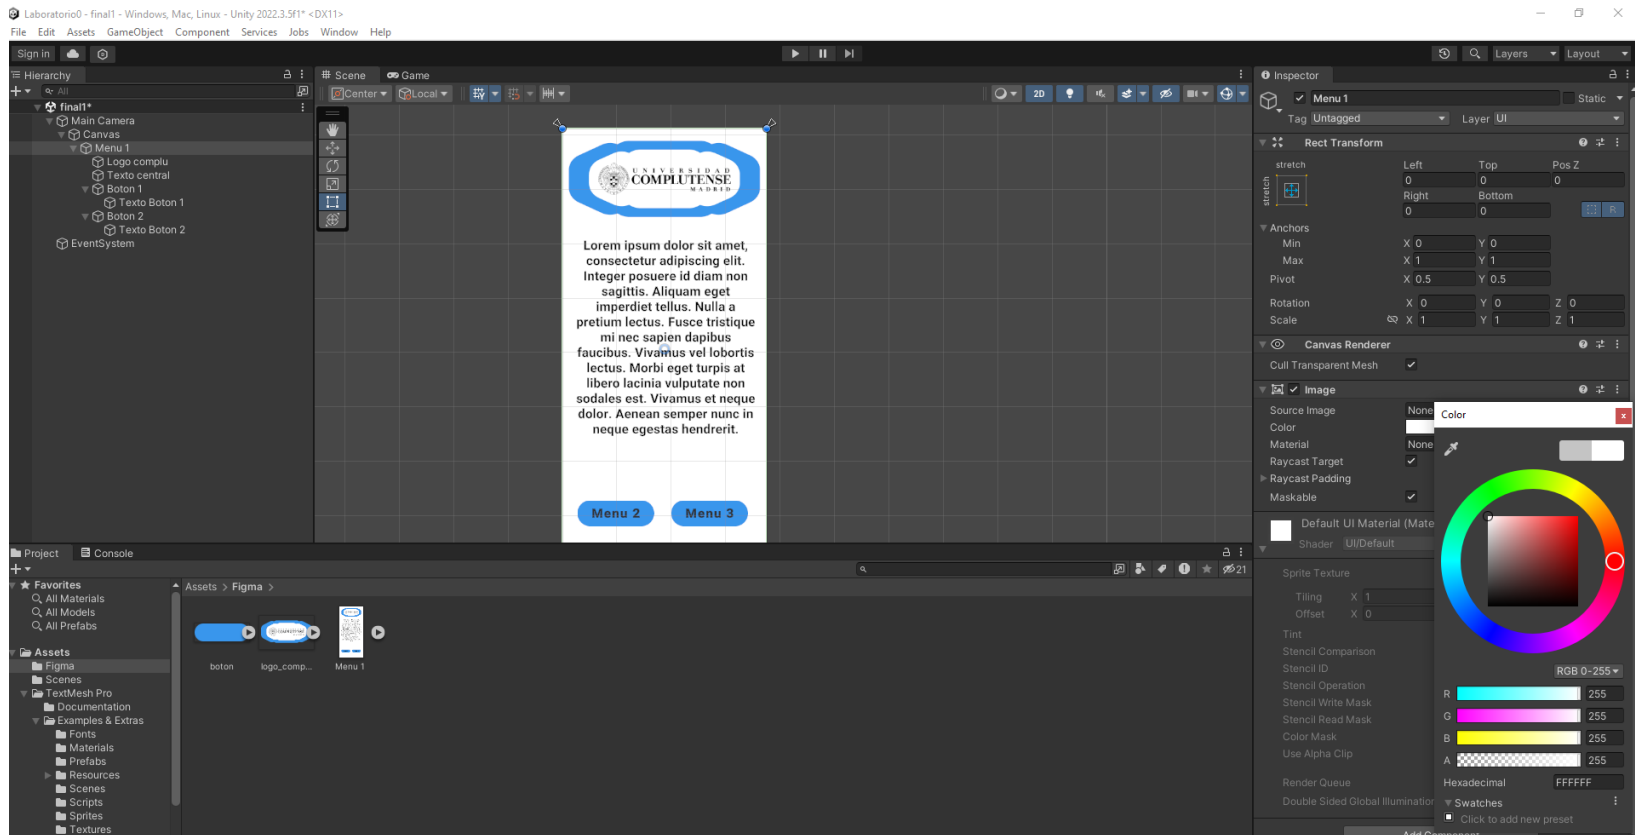 Laboratorio0 - final1 - Windows, Mac, Linux - Unity 2022.3.5f1* <DX11>
File Edit Assets GameObject Component Services Jobs Window Help
Sign in
Layers
Layout
Hierarchy
All
final1*
Main Camera
Canvas
Menu 1
Logo complu
Texto central
Boton 1
Texto Boton 1
Boton 2
Texto Boton 2
EventSystem
Scene
Game
Center
Local
2D
UNIVERSIDAD
COMPLUTENSE
MADRID
Lorem ipsum dolor sit amet,
consectetur adipiscing elit.
Integer posuere id diam non
sagittis. Aliquam eget
imperdiet tellus. Nulla a
pretium lectus. Fusce tristique
mi nec sapien dapibus
faucibus. Vivamus vel lobortis
lectus. Morbi eget turpis at
libero lacinia vulputate non
sodales est. Vivamus et neque
dolor. Aenean semper nunc in
neque egestas hendrerit.
Menu 2 Menu 3
Inspector
Menu 1
Static
Tag Untagged
Layer UI
Rect Transform
stretch
stretch
Left Top Pos Z
0 0 0
Right Bottom
0 0
R
Anchors
Min X 0 Y 0
Max X 1 Y 1
Pivot X 0.5 Y 0.5
Rotation X 0 Y 0 Z 0
Scale X 1 Y 1 Z 1
Canvas Renderer
Cull Transparent Mesh
Image
Source Image None
Color
Material None
Raycast Target
Raycast Padding
Maskable
Default UI Material (Mate
Shader UI/Default
Sprite Texture
Tiling X 1
Offset X 0
Tint
Stencil Comparison
Stencil ID
Stencil Operation
Stencil Write Mask
Stencil Read Mask
Color Mask
Use Alpha Clip
Render Queue
Double Sided Global Illumination
Color
x
RGB 0-255
R 255
G 255
B 255
A 255
Hexadecimal FFFFFF
Swatches
Click to add new preset
Project
Console
21
Favorites
All Materials
All Models
All Prefabs
Assets
Figma
Scenes
TextMesh Pro
Documentation
Examples & Extras
Fonts
Materials
Prefabs
Resources
Scenes
Scripts
Sprites
Textures
Assets > Figma >
boton
logo_comp...
Menu 1